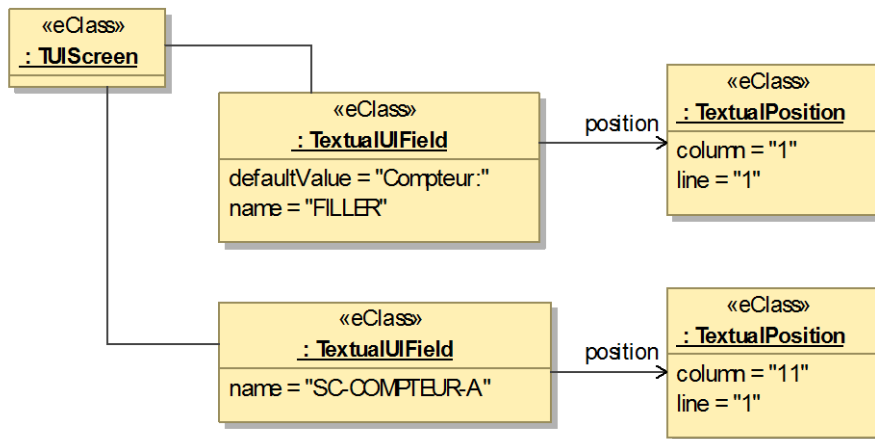 «eClass»
: TUIScreen
«eClass»
: TextualUIField
defaultValue = "Compteur:"
name = "FILLER"
position
«eClass»
: TextualPosition
column = "1"
line = "1"
«eClass»
: TextualUIField
name = "SC-COMPTEUR-A"
position
«eClass»
: TextualPosition
column = "11"
line = "1"